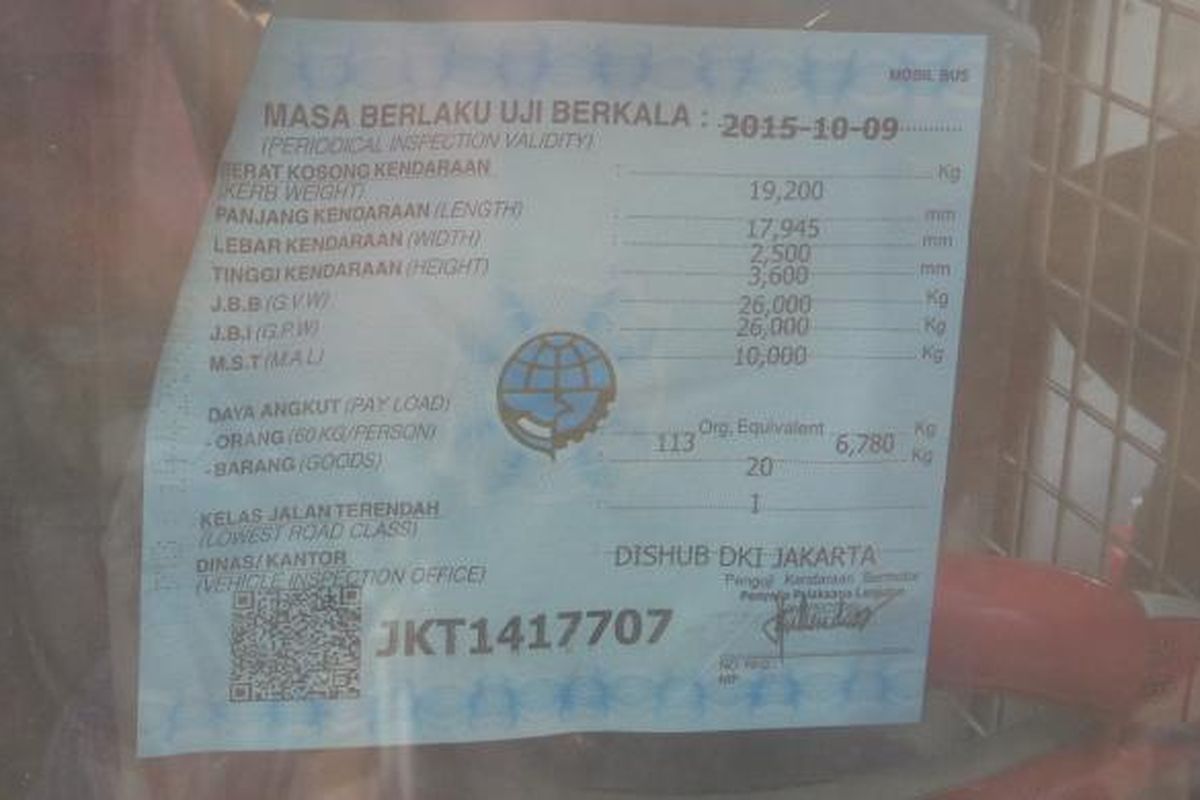 MOBIL BUS
MASA BERLAKU UJI BERKALA : 2015-10-09
(PERIODICAL INSPECTION VALIDITY)
BERAT KOSONG KENDARAAN : Kg
(KERB WEIGHT) 19,200
PANJANG KENDARAAN (LENGTH) : 17,945 mm
LEBAR KENDARAAN (WIDTH) : 2,500 mm
TINGGI KENDARAAN (HEIGHT) : 3,600 mm
J.B.B (G.V.W) : 26,000 Kg
J.B.I (G.P.W) : 26,000 Kg
M.S.T (M.A.L) : 10,000 Kg
DAYA ANGKUT (PAY LOAD)
- ORANG (60 KG/PERSON) : 113 Org. Equivalent 6,780 Kg
- BARANG (GOODS) : 20 Kg
KELAS JALAN TERENDAH : 1
(LOWEST ROAD CLASS)
DINAS/KANTOR DISHUB DKI JAKARTA
(VEHICLE INSPECTION OFFICE)
Penguji Kendaraan Bermotor
JKT1417707